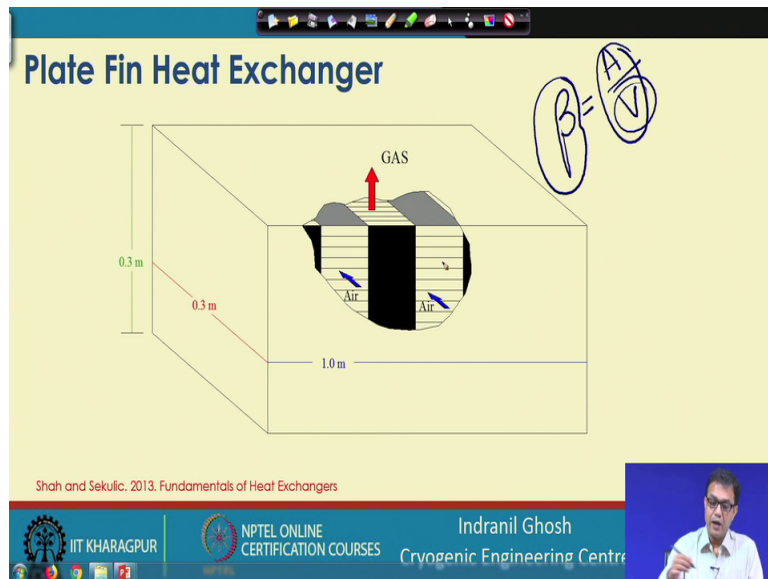 Plate Fin Heat Exchanger
β = A/V
GAS
0.3 m
0.3 m
Air
Air
1.0 m
Shah and Sekulic. 2013. Fundamentals of Heat Exchangers
IIT KHARAGPUR
NPTEL ONLINE
CERTIFICATION COURSES
NPTEL
Indranil Ghosh
Cryogenic Engineering Centre